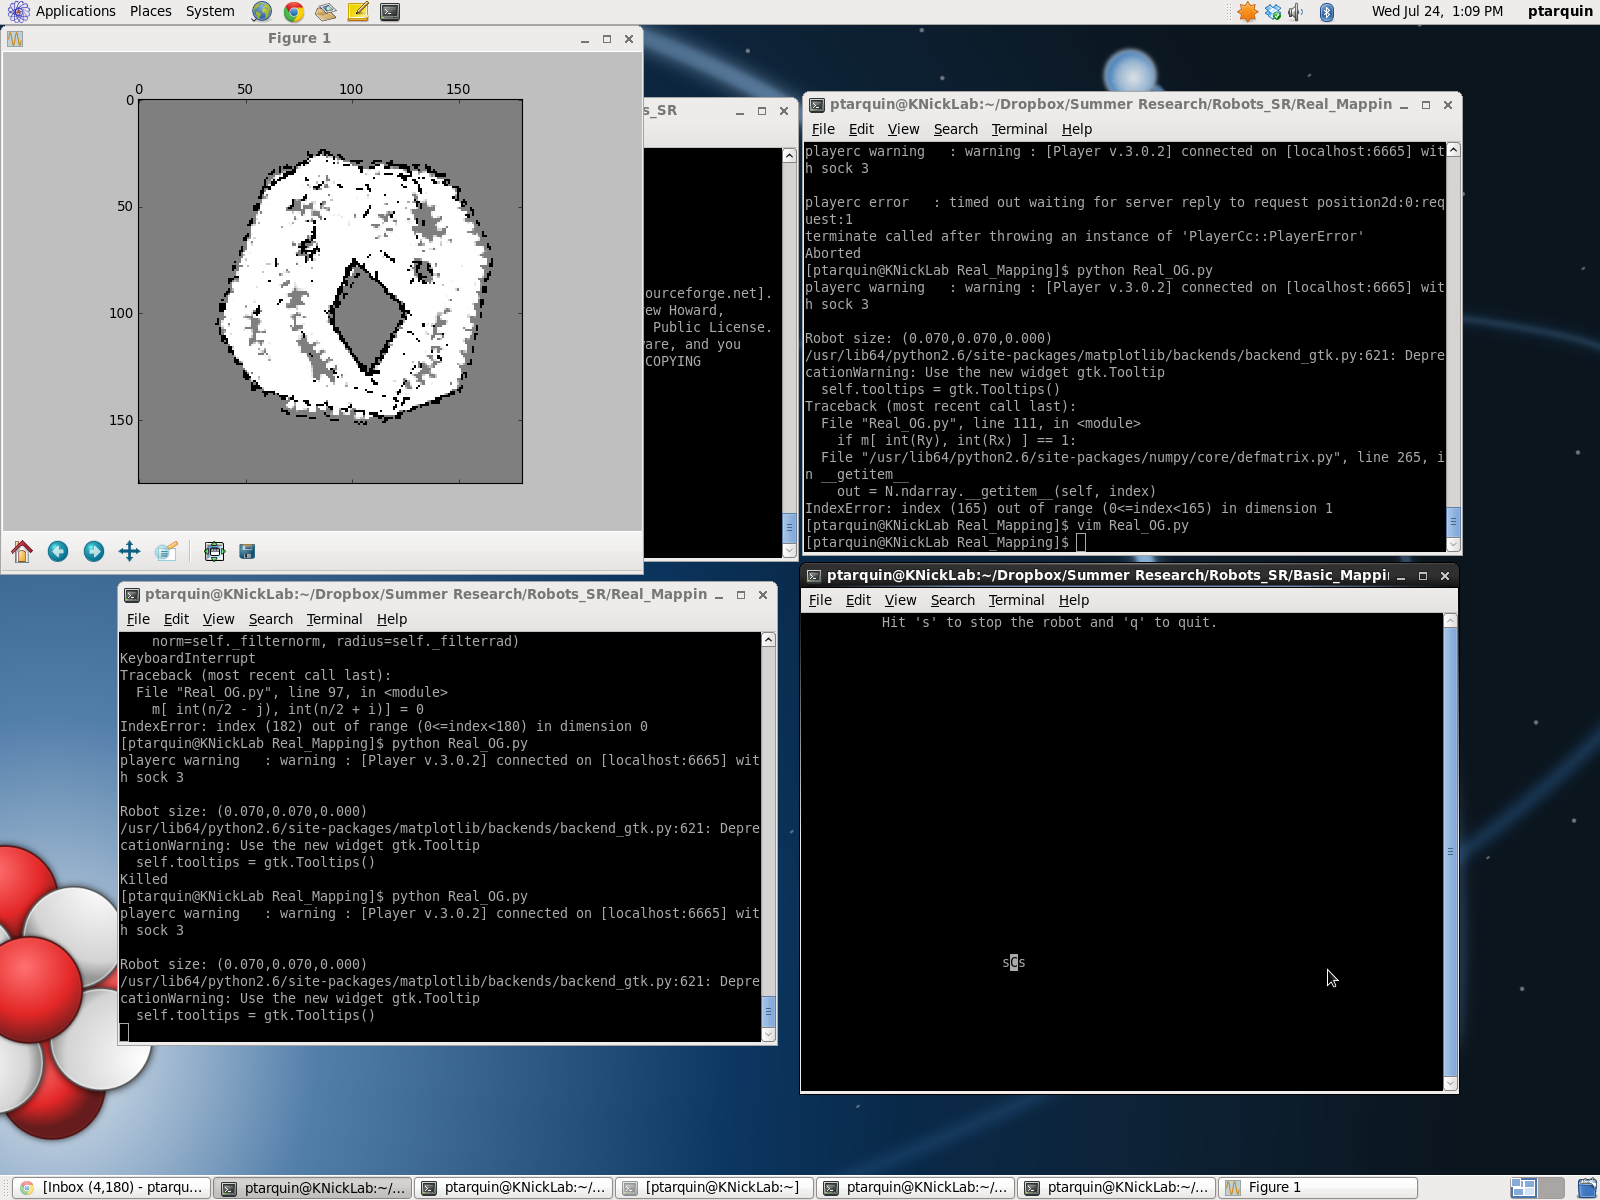 Applications Places System
Wed Jul 24, 1:09 PM ptarquin
Figure 1
0 50 100 150
0
50
100
150
s_SR
ourceforge.net].
ew Howard,
Public License.
are, and you
COPYING
ptarquin@KNickLab:~/Dropbox/Summer Research/Robots_SR/Real_Mappin
File Edit View Search Terminal Help
playerc warning   : warning : [Player v.3.0.2] connected on [localhost:6665] wit
h sock 3
playerc error   : timed out waiting for server reply to request position2d:0:req
uest:1
terminate called after throwing an instance of 'PlayerCc::PlayerError'
Aborted
[ptarquin@KNickLab Real_Mapping]$ python Real_OG.py
playerc warning   : warning : [Player v.3.0.2] connected on [localhost:6665] wit
h sock 3
Robot size: (0.070,0.070,0.000)
/usr/lib64/python2.6/site-packages/matplotlib/backends/backend_gtk.py:621: Depre
cationWarning: Use the new widget gtk.Tooltip
  self.tooltips = gtk.Tooltips()
Traceback (most recent call last):
  File "Real_OG.py", line 111, in <module>
    if m[ int(Ry), int(Rx) ] == 1:
  File "/usr/lib64/python2.6/site-packages/numpy/core/defmatrix.py", line 265, i
n __getitem__
    out = N.ndarray.__getitem__(self, index)
IndexError: index (165) out of range (0<=index<165) in dimension 1
[ptarquin@KNickLab Real_Mapping]$ vim Real_OG.py
[ptarquin@KNickLab Real_Mapping]$
ptarquin@KNickLab:~/Dropbox/Summer Research/Robots_SR/Real_Mappin
File Edit View Search Terminal Help
    norm=self._filternorm, radius=self._filterrad)
KeyboardInterrupt
Traceback (most recent call last):
  File "Real_OG.py", line 97, in <module>
    m[ int(n/2 - j), int(n/2 + i)] = 0
IndexError: index (182) out of range (0<=index<180) in dimension 0
[ptarquin@KNickLab Real_Mapping]$ python Real_OG.py
playerc warning   : warning : [Player v.3.0.2] connected on [localhost:6665] wit
h sock 3
Robot size: (0.070,0.070,0.000)
/usr/lib64/python2.6/site-packages/matplotlib/backends/backend_gtk.py:621: Depre
cationWarning: Use the new widget gtk.Tooltip
  self.tooltips = gtk.Tooltips()
Killed
[ptarquin@KNickLab Real_Mapping]$ python Real_OG.py
playerc warning   : warning : [Player v.3.0.2] connected on [localhost:6665] wit
h sock 3
Robot size: (0.070,0.070,0.000)
/usr/lib64/python2.6/site-packages/matplotlib/backends/backend_gtk.py:621: Depre
cationWarning: Use the new widget gtk.Tooltip
  self.tooltips = gtk.Tooltips()
ptarquin@KNickLab:~/Dropbox/Summer Research/Robots_SR/Basic_Mappi
File Edit View Search Terminal Help
Hit 's' to stop the robot and 'q' to quit.
[Inbox (4,180) - ptarqu...
ptarquin@KNickLab:~/...
ptarquin@KNickLab:~/...
[ptarquin@KNickLab:~]
ptarquin@KNickLab:~/...
ptarquin@KNickLab:~/...
Figure 1